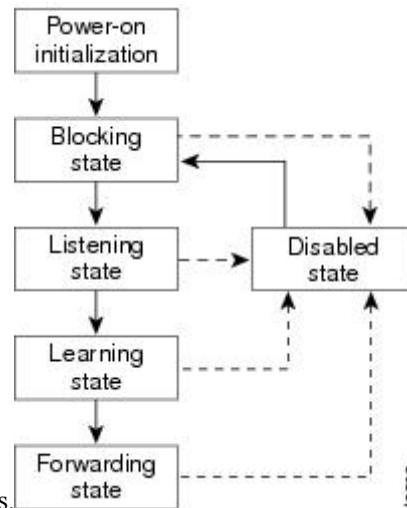 Power-on
initialization
Blocking
state
Listening
state
Disabled
state
Learning
state
Forwarding
state
s.